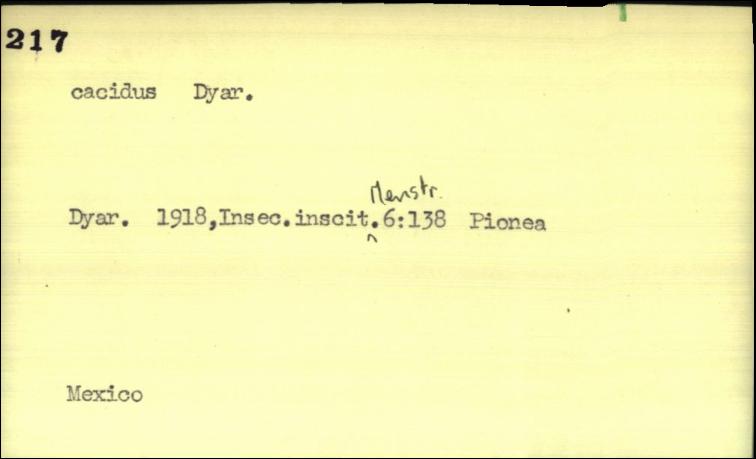 217
cacidus Dyar.
Dyar. 1918,Insec.inscit. Menstr. 6:138 Pionea
Mexico